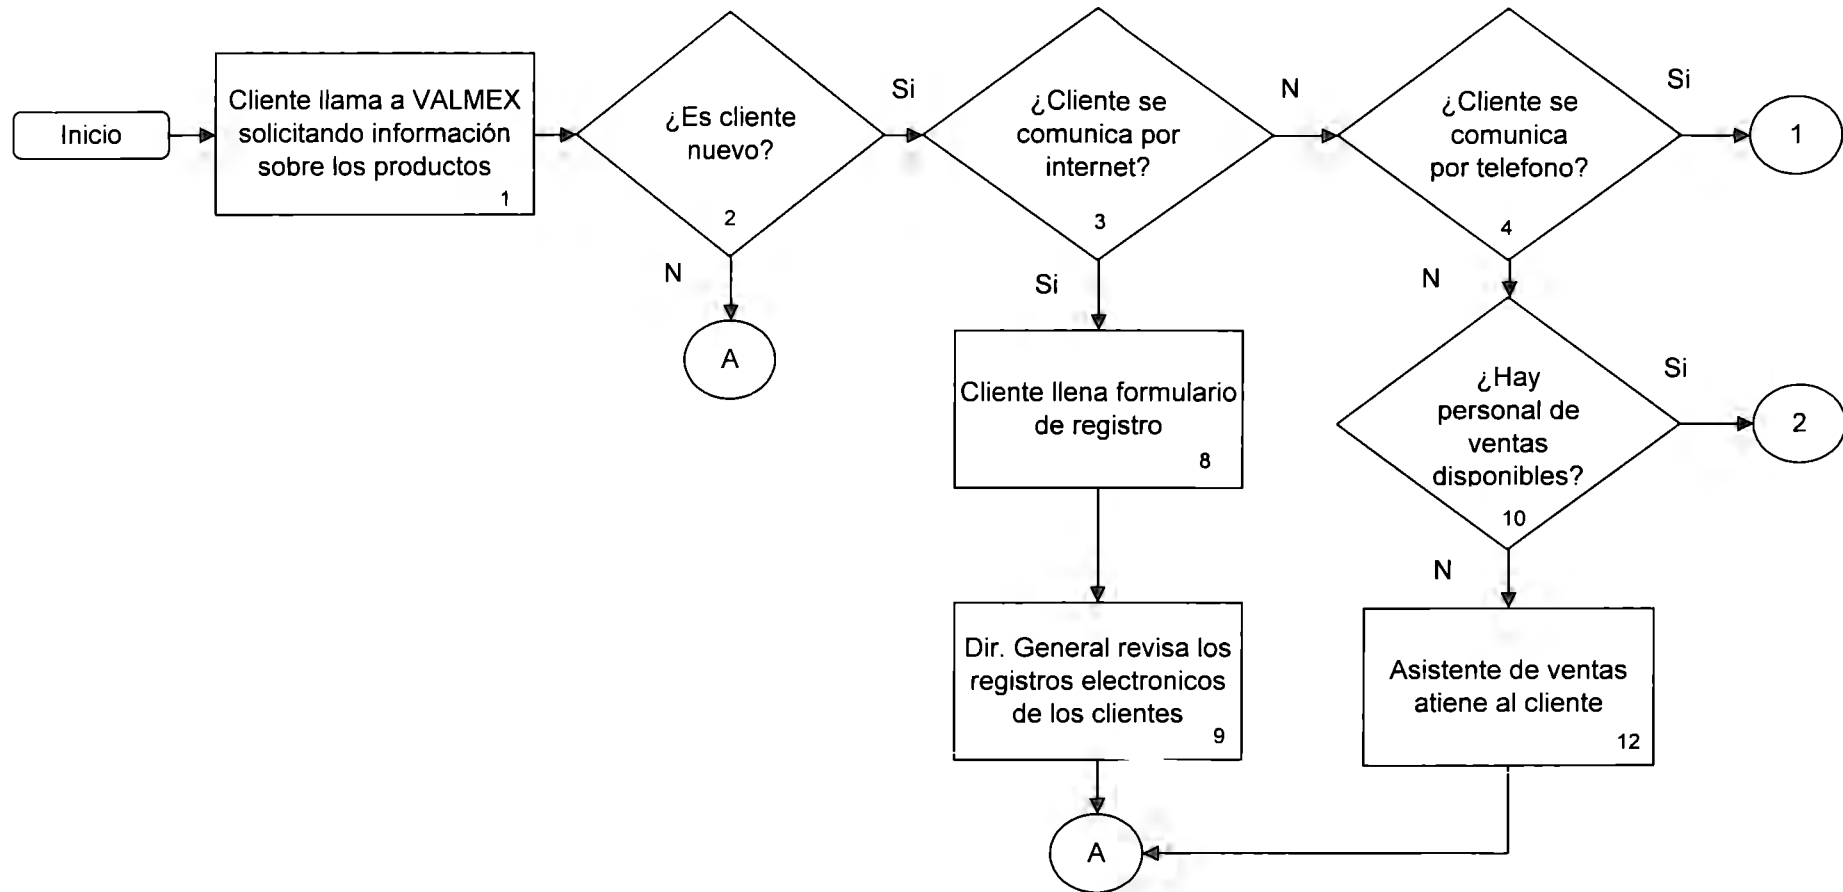 Inicio
Cliente llama a VALMEX
solicitando información
sobre los productos
1
¿Es cliente
nuevo?
2
Si
N
A
¿Cliente se
comunica por
internet?
3
N
Si
¿Cliente se
comunica
por telefono?
4
Si
1
N
Cliente llena formulario
de registro
8
¿Hay
personal de
ventas
disponibles?
10
Si
2
N
Dir. General revisa los
registros electronicos
de los clientes
9
Asistente de ventas
atiene al cliente
12
A